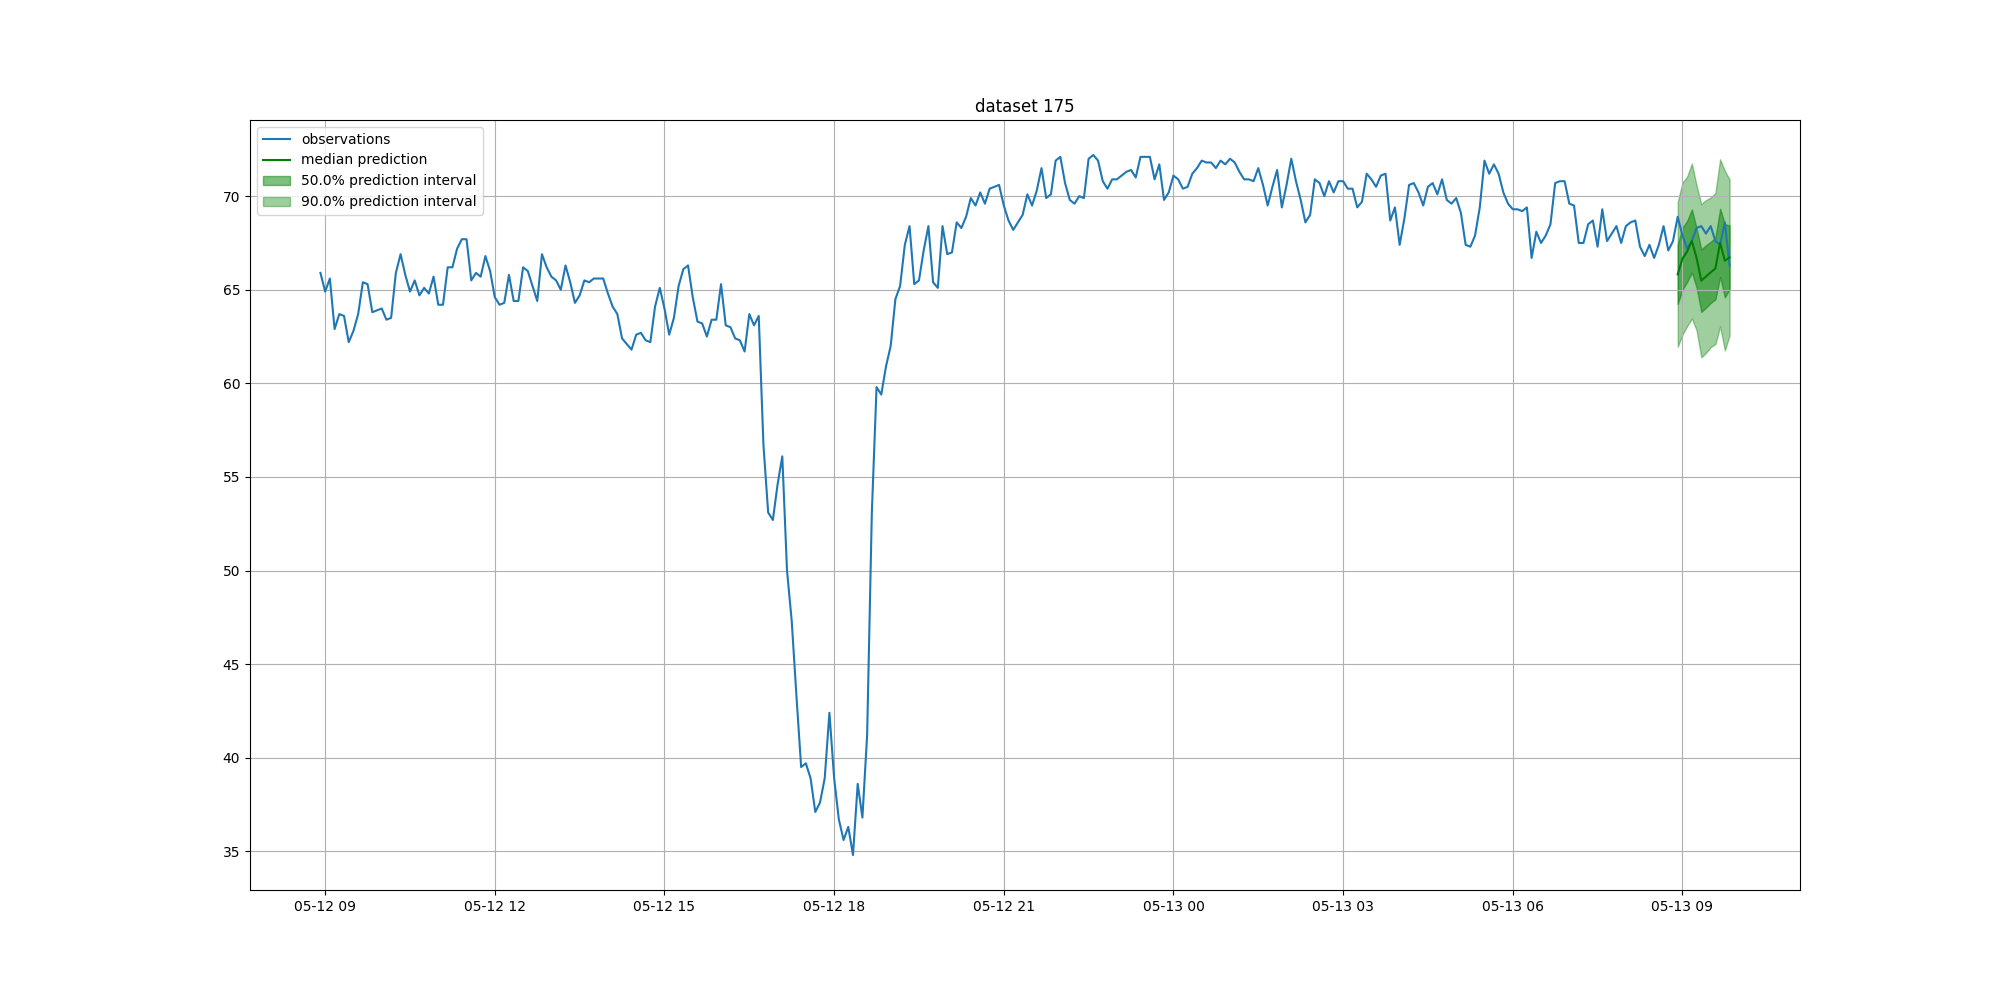 dataset 175
observations
median prediction
50.0% prediction interval
90.0% prediction interval
70
65
60
55
50
45
40
35
05-12 09 05-12 12 05-12 15 05-12 18 05-12 21 05-13 00 05-13 03 05-13 06 05-13 09